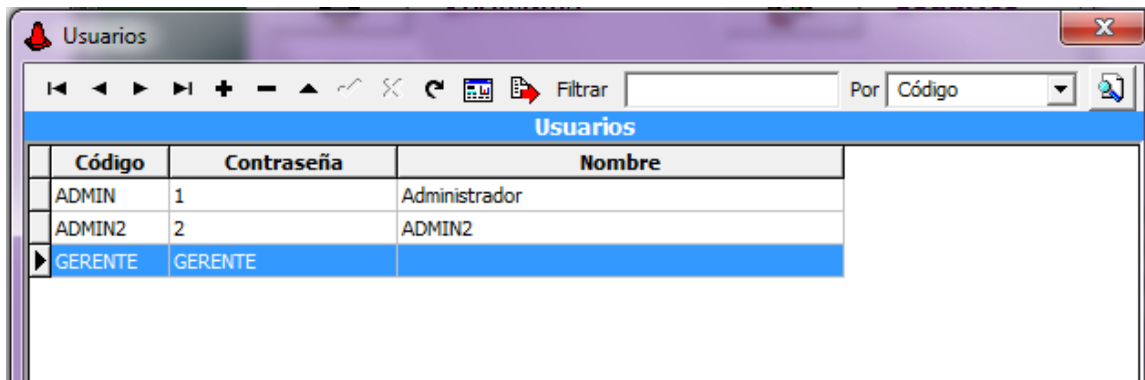 Usuarios
Filtrar Por Código
Usuarios
Código Contraseña Nombre
ADMIN 1 Administrador
ADMIN2 2 ADMIN2
GERENTE GERENTE